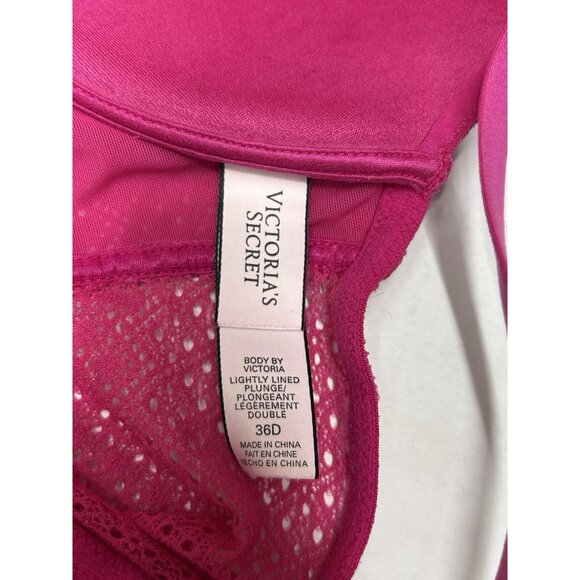 VICTORIA'S
SECRET
BODY BY
VICTORIA
LIGHTLY LINED
PLUNGE/
PLONGEANT
LÉGÈREMENT
DOUBLÉ
36D
MADE IN CHINA
FAIT EN CHINE
HECHO EN CHINA